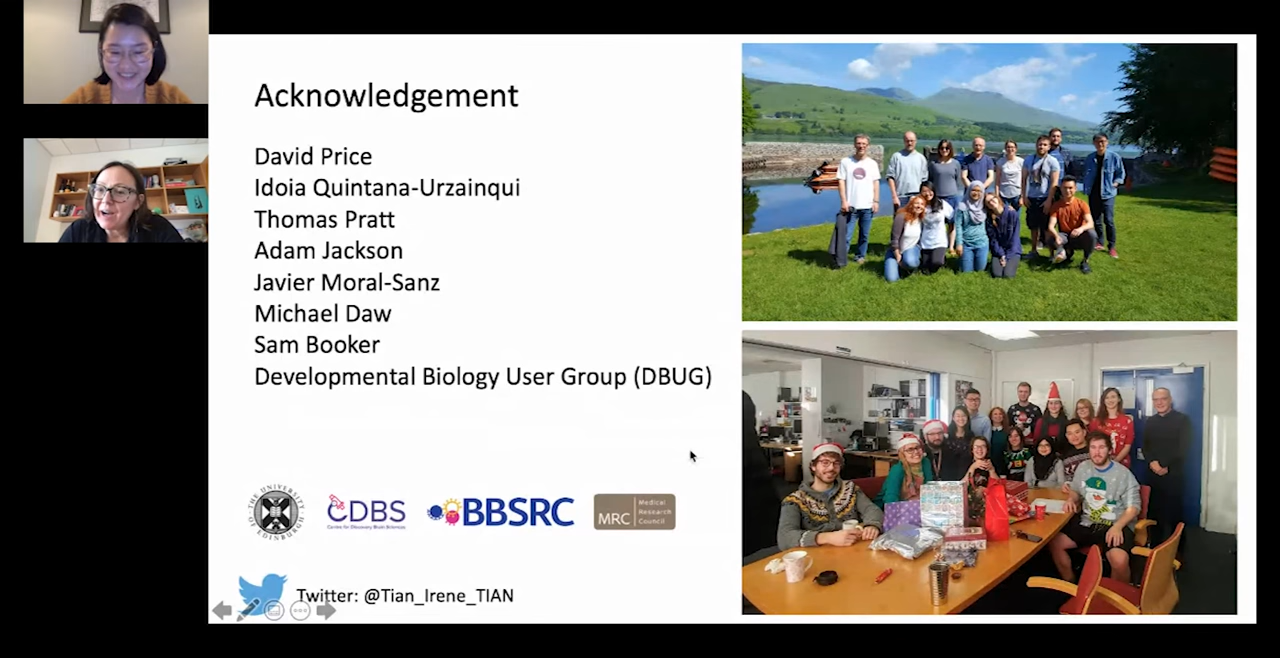 Acknowledgement
David Price
Idoia Quintana-Urzainqui
Thomas Pratt
Adam Jackson
Javier Moral-Sanz
Michael Daw
Sam Booker
Developmental Biology User Group (DBUG)
THE UNIVERSITY OF EDINBURGH
CDBS
Centre for Discovery Brain Sciences
BBSRC
MRC
Medical
Research
Council
Twitter: @Tian_Irene_TIAN